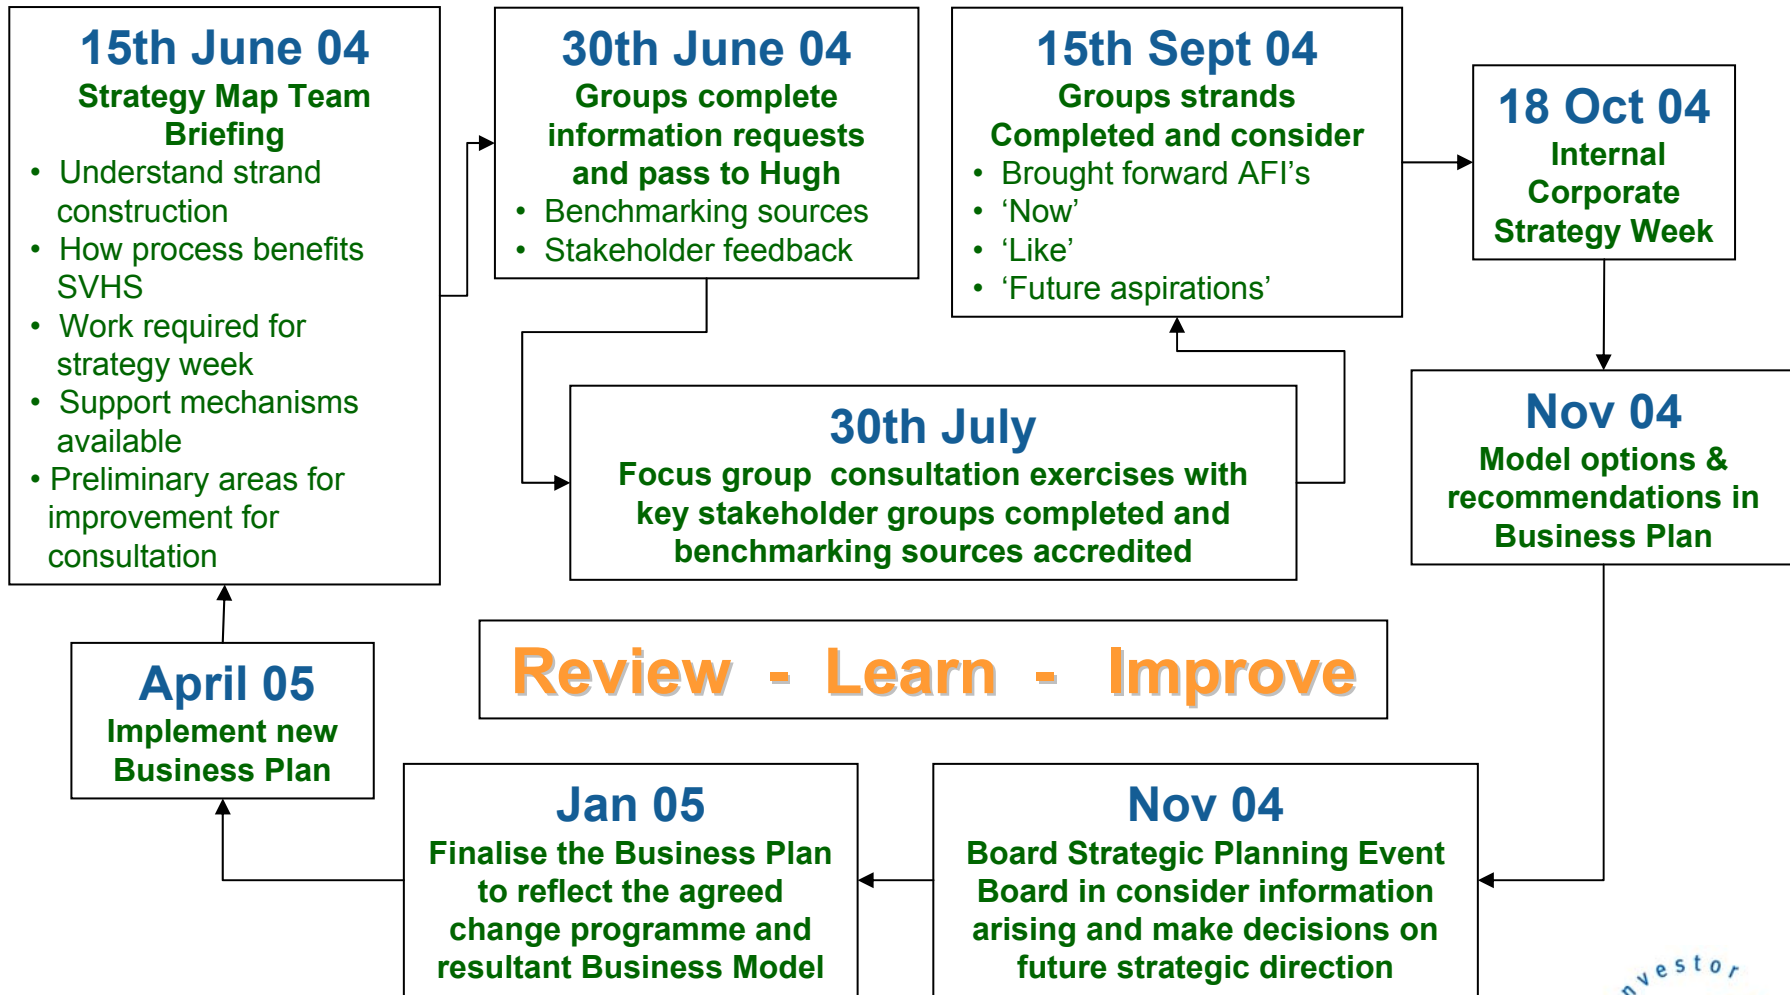 15th June 04
Strategy Map Team
Briefing
• Understand strand
construction
• How process benefits
SVHS
• Work required for
strategy week
• Support mechanisms
available
• Preliminary areas for
improvement for
consultation
30th June 04
Groups complete
information requests
and pass to Hugh
• Benchmarking sources
• Stakeholder feedback
15th Sept 04
Groups strands
Completed and consider
• Brought forward AFI's
• ‘Now’
• ‘Like’
• ‘Future aspirations’
18 Oct 04
Internal
Corporate
Strategy Week
30th July
Focus group consultation exercises with
key stakeholder groups completed and
benchmarking sources accredited
Nov 04
Model options &
recommendations in
Business Plan
Review - Learn - Improve
April 05
Implement new
Business Plan
Jan 05
Finalise the Business Plan
to reflect the agreed
change programme and
resultant Business Model
Nov 04
Board Strategic Planning Event
Board in consider information
arising and make decisions on
future strategic direction
nvestor